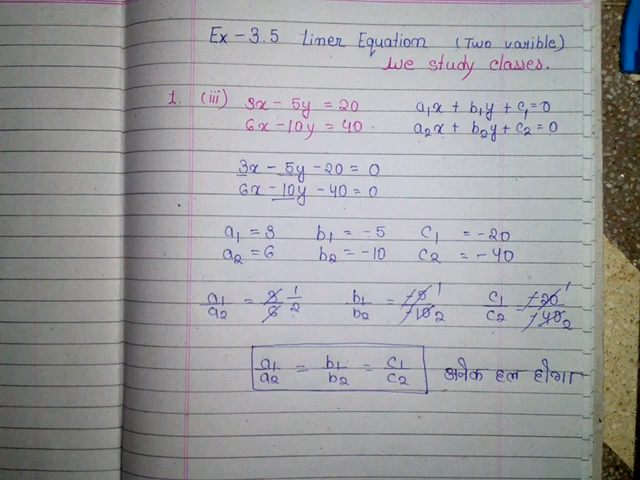 Ex - 3.5 Liner Equation (Two varible)
We study classes.
1. (iii) 3x - 5y = 20 a₁x + b₁y + c₁ = 0
6x - 10y = 40. a₂x + b₂y + c₂ = 0
3x - 5y - 20 = 0
6x - 10y - 40 = 0
a₁ = 3 b₁ = -5 c₁ = -20
a₂ = 6 b₂ = -10 c₂ = -40
a₁/a₂ = 3/6 1/2 b₁/b₂ = -5/-10 1/2 c₁/c₂ = -20/-40 1/2
a₁/a₂ = b₁/b₂ = c₁/c₂ अनेक हल होगा